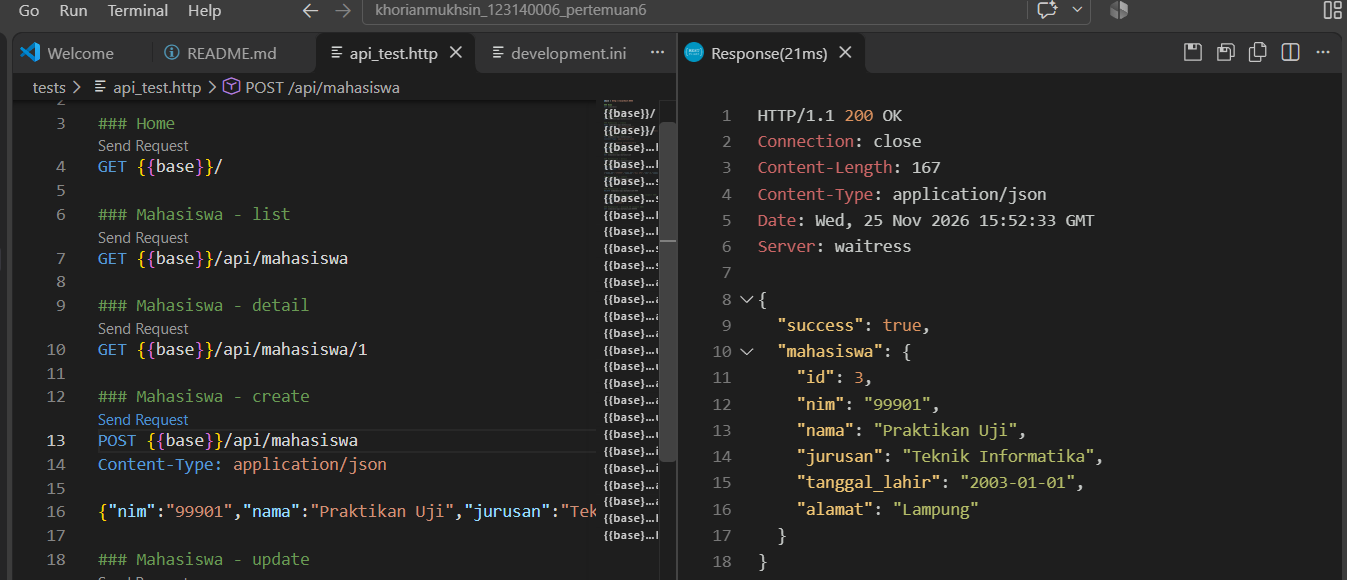 Go Run Terminal Help
khorianmukhsin_123140006_pertemuan6
Welcome
README.md
api_test.http
development.ini
tests > api_test.http > POST /api/mahasiswa
2
3 ### Home
Send Request
4 GET {{base}}/
5
6 ### Mahasiswa - list
Send Request
7 GET {{base}}/api/mahasiswa
8
9 ### Mahasiswa - detail
Send Request
10 GET {{base}}/api/mahasiswa/1
11
12 ### Mahasiswa - create
Send Request
13 POST {{base}}/api/mahasiswa
14 Content-Type: application/json
15
16 {"nim":"99901","nama":"Praktikan Uji","jurusan":"Tek
17
18 ### Mahasiswa - update
Send Request
{{base}}/
{{base}}/
Response(21ms)
1 HTTP/1.1 200 OK
2 Connection: close
3 Content-Length: 167
4 Content-Type: application/json
5 Date: Wed, 25 Nov 2026 15:52:33 GMT
6 Server: waitress
7
8 {
9 "success": true,
10 "mahasiswa": {
11 "id": 3,
12 "nim": "99901",
13 "nama": "Praktikan Uji",
14 "jurusan": "Teknik Informatika",
15 "tanggal_lahir": "2003-01-01",
16 "alamat": "Lampung"
17 }
18 }